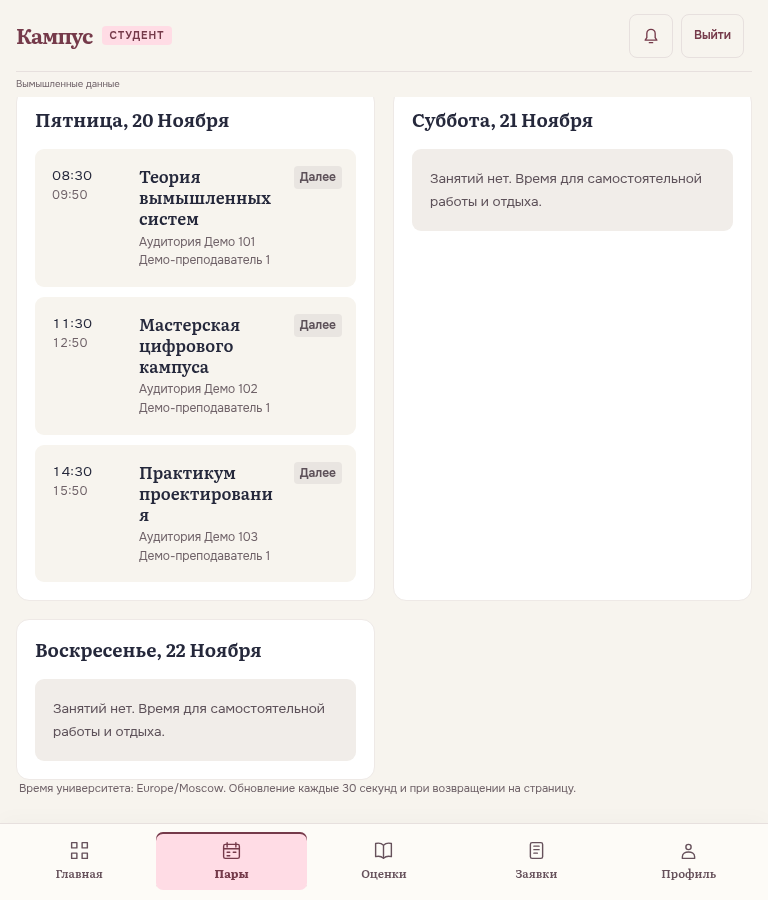 Кампус
СТУДЕНТ
Выйти
Вымышленные данные
Пятница, 20 Ноября
08:30
09:50
Теория
вымышленных
систем
Далее
Аудитория Демо 101
Демо-преподаватель 1
11:30
12:50
Мастерская
цифрового
кампуса
Далее
Аудитория Демо 102
Демо-преподаватель 1
14:30
15:50
Практикум
проектировани
я
Далее
Аудитория Демо 103
Демо-преподаватель 1
Суббота, 21 Ноября
Занятий нет. Время для самостоятельной
работы и отдыха.
Воскресенье, 22 Ноября
Занятий нет. Время для самостоятельной
работы и отдыха.
Время университета: Europe/Moscow. Обновление каждые 30 секунд и при возвращении на страницу.
Главная
Пары
Оценки
Заявки
Профиль